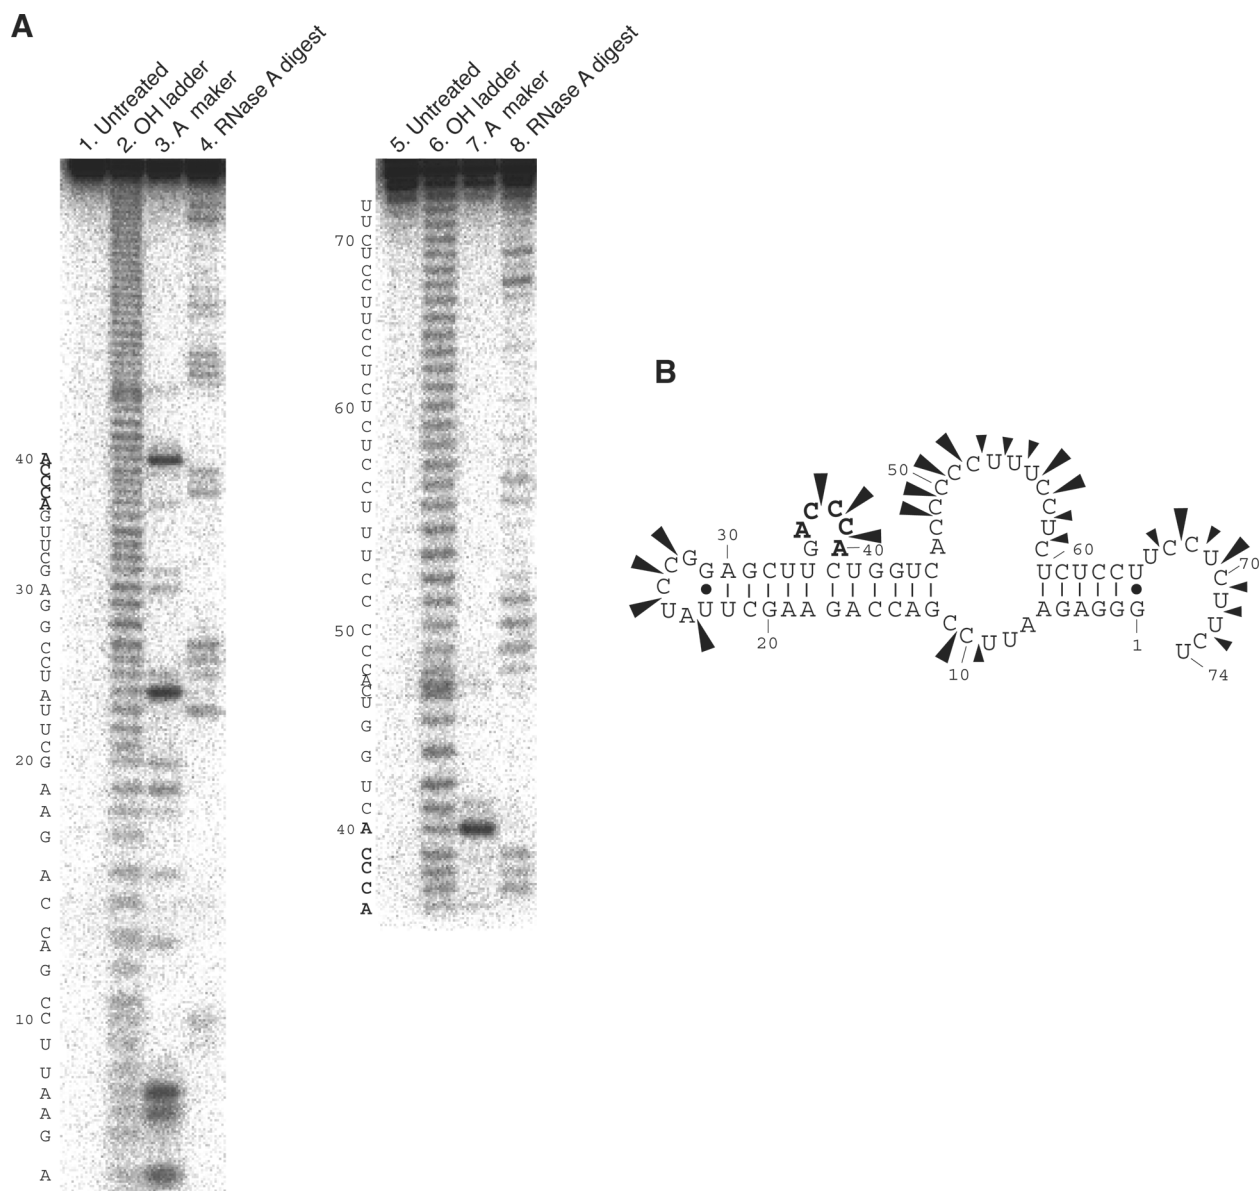 A
1. Untreated
2. OH ladder
3. A maker
4. RNase A digest
40 A
C
C
C
A
G
U
U
C
G
30 A
G
G
C
C
U
A
U
U
C
20 G
A
A
G
A
C
C
A
G
C
10 C
U
U
A
A
G
A
5. Untreated
6. OH ladder
7. A maker
8. RNase A digest
U
U
70 C
U
C
C
U
U
C
C
U
C
60 U
C
U
C
C
U
U
U
C
C
50 C
C
C
A
C
U
G
G
U
C
40 A
C
C
C
A
B
G G A G C U U G A C C C A C U G G U C A C C C C C U U U C C U C U C U C C U U C C U C U U C U
U A U C C
U U C G A A G A C C A G C C U U A A G A G G G
1
10
20
30
40
50
60
70
74